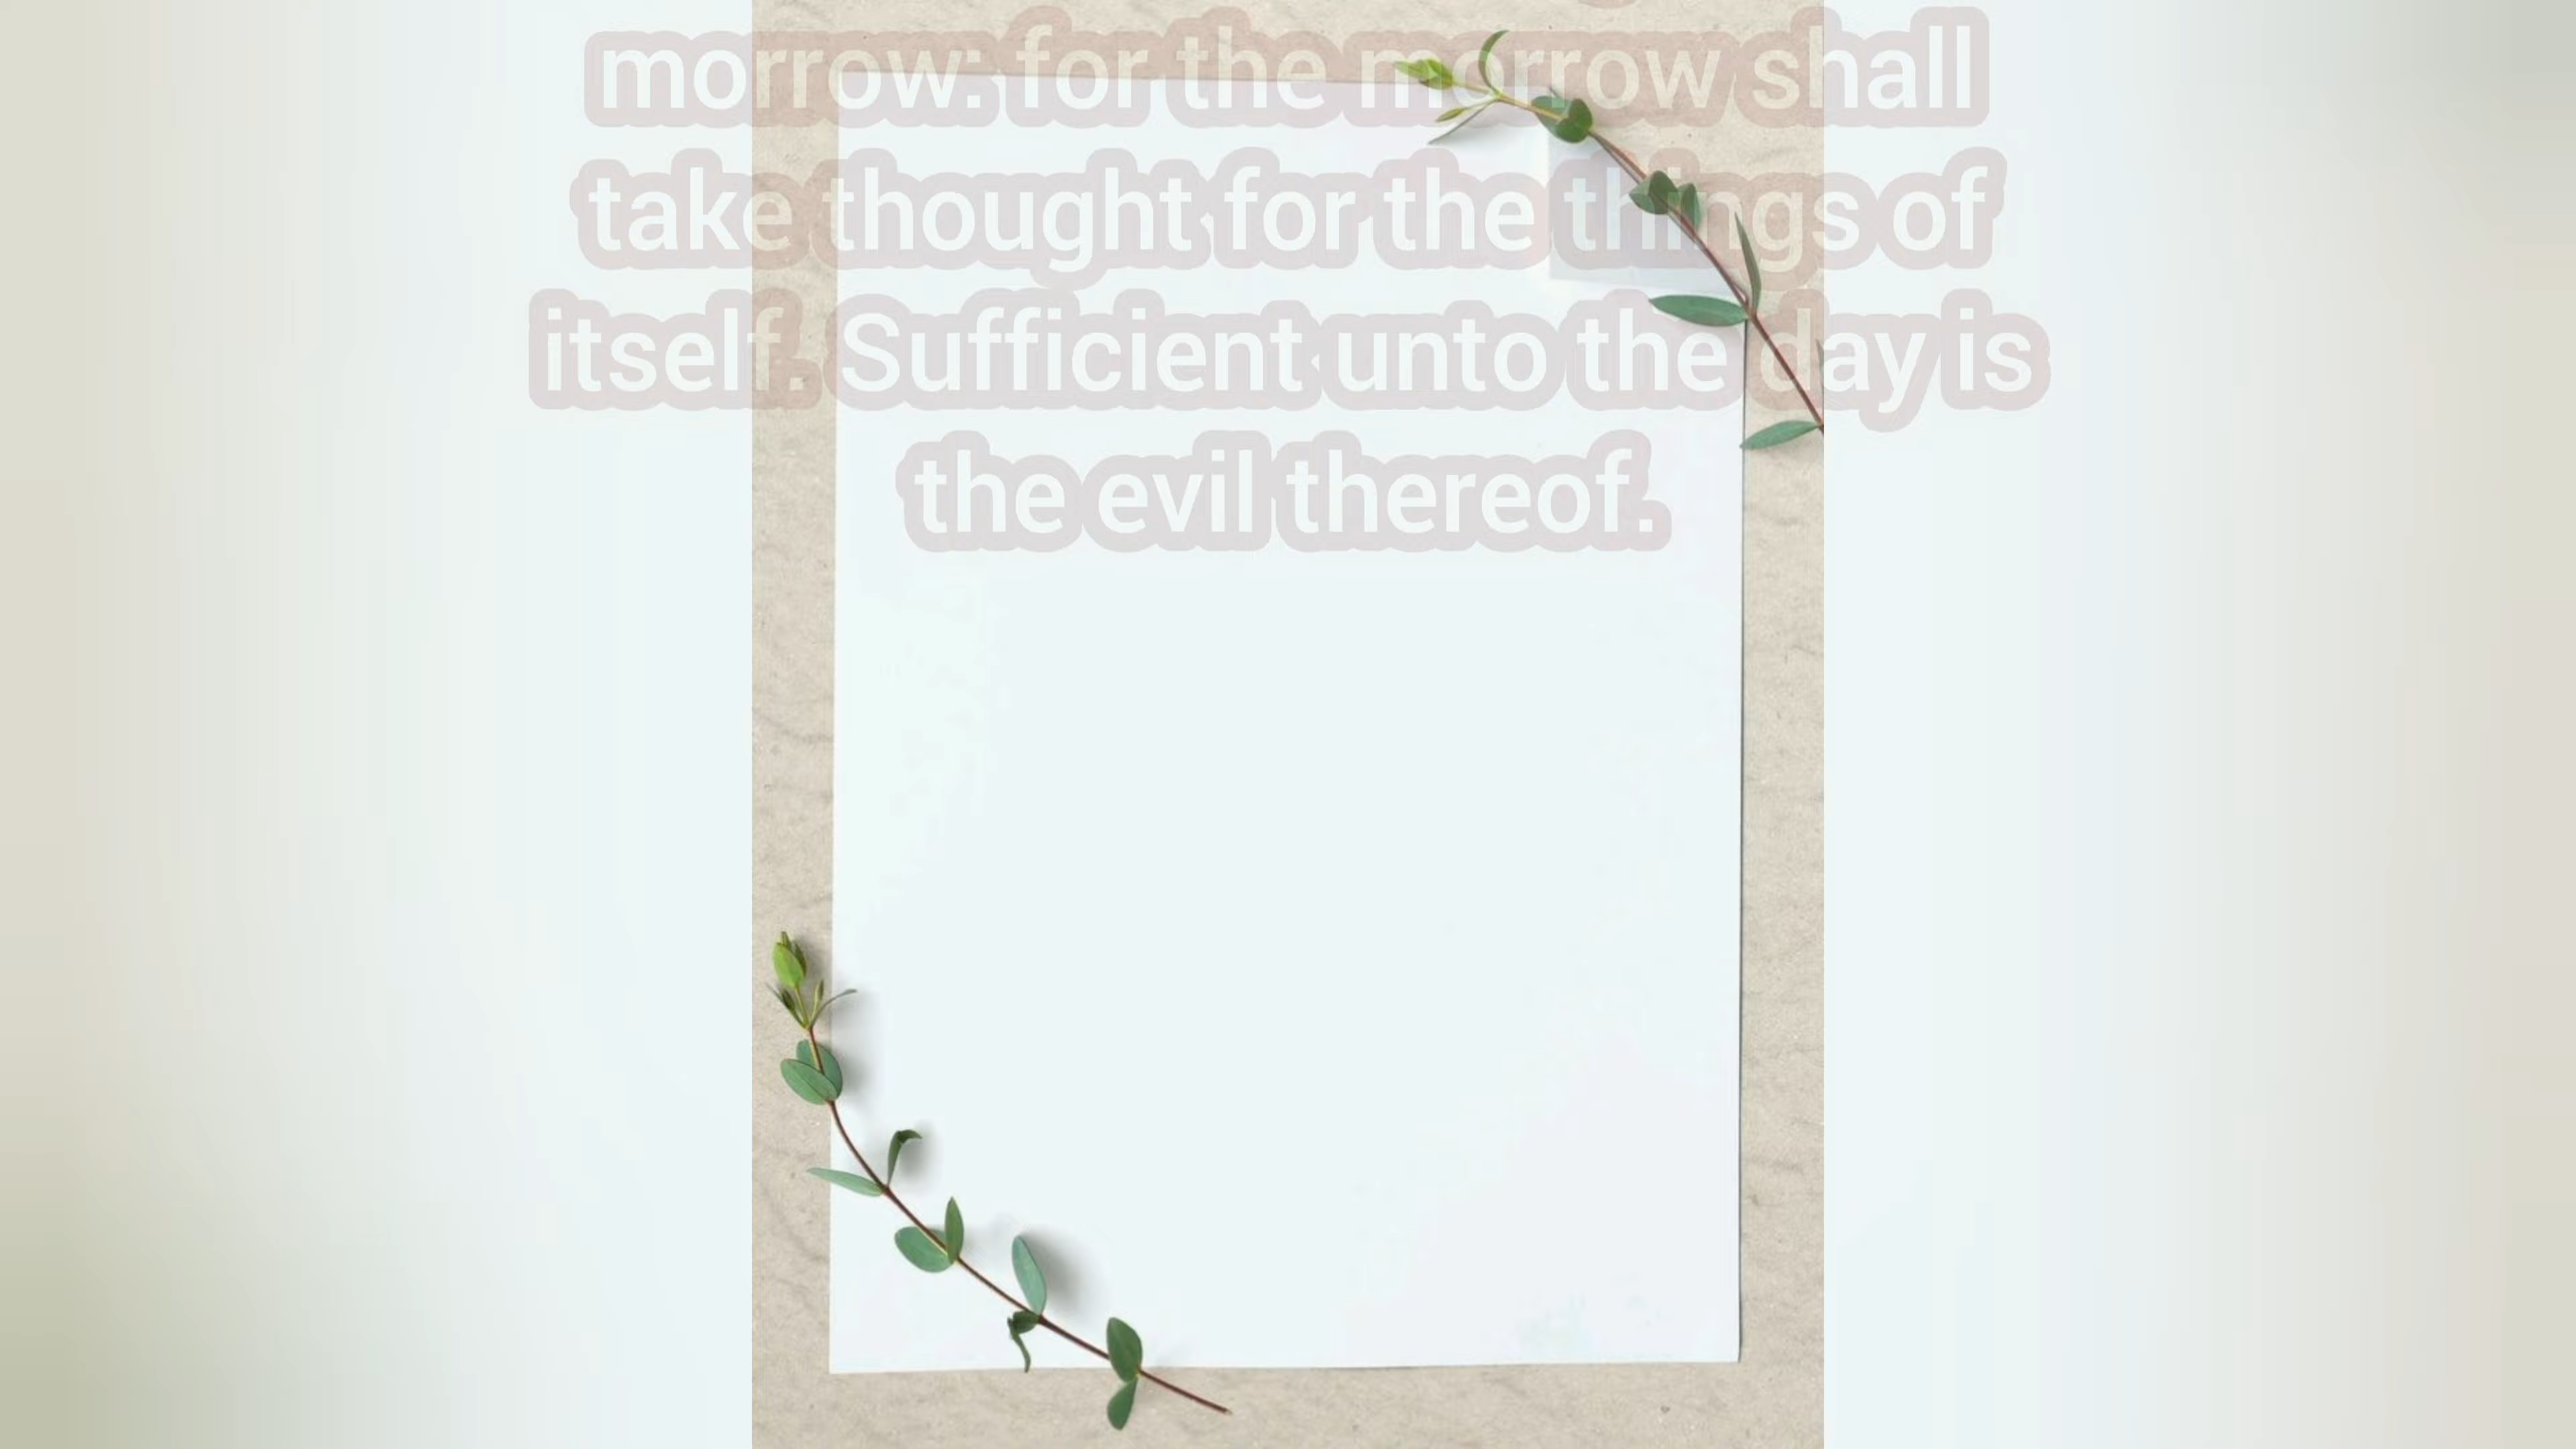 morrow: for the morrow shall
take thought for the things of
itself. Sufficient unto the day is
the evil thereof.